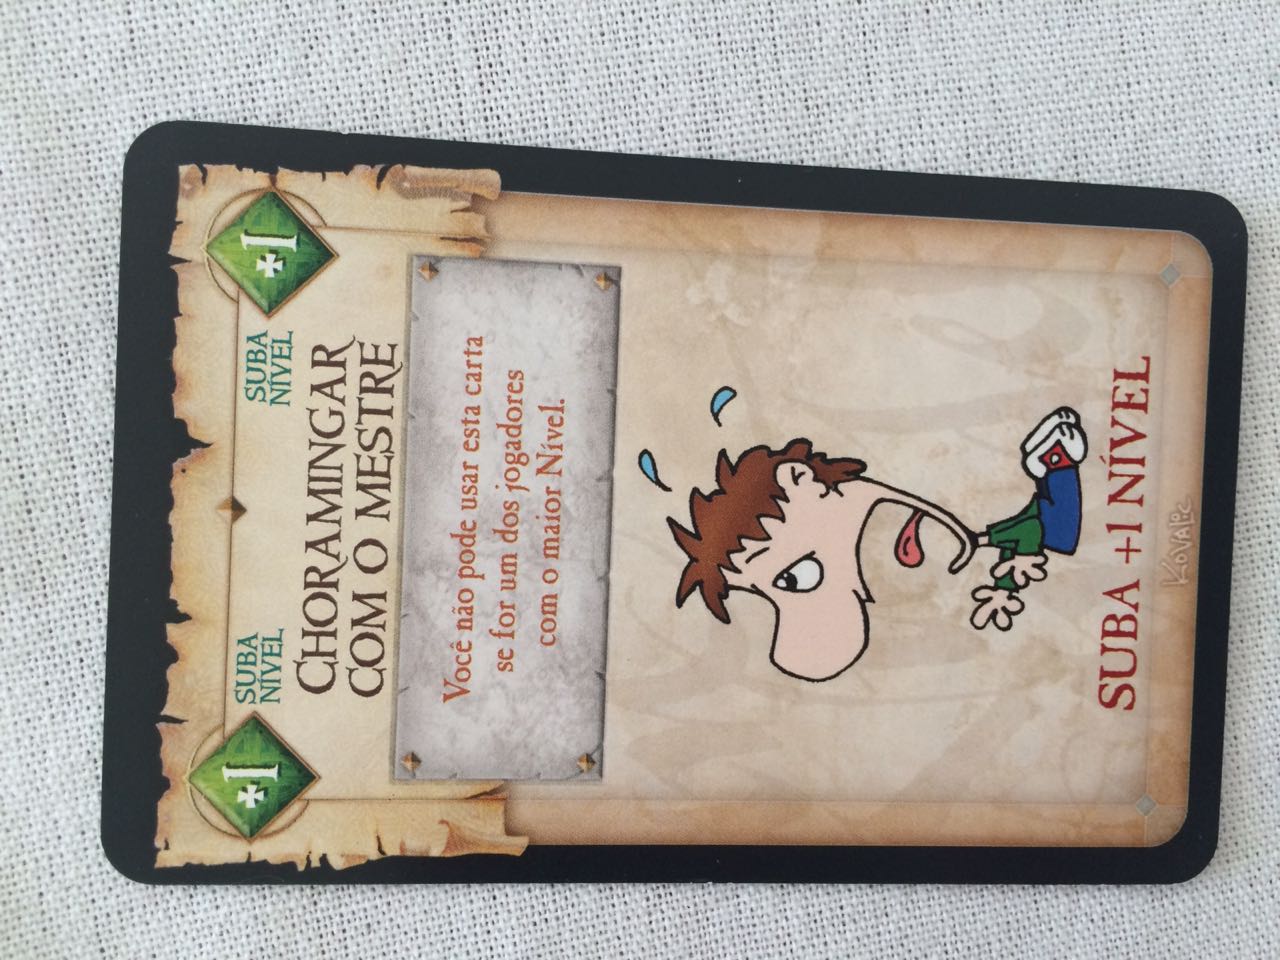 +1
SUBA
NÍVEL
SUBA
NÍVEL
+1
CHORAMINGAR
COM O MESTRE
Você não pode usar esta carta
se for um dos jogadores
com o maior Nível.
SUBA +1 NÍVEL
KOVALIC